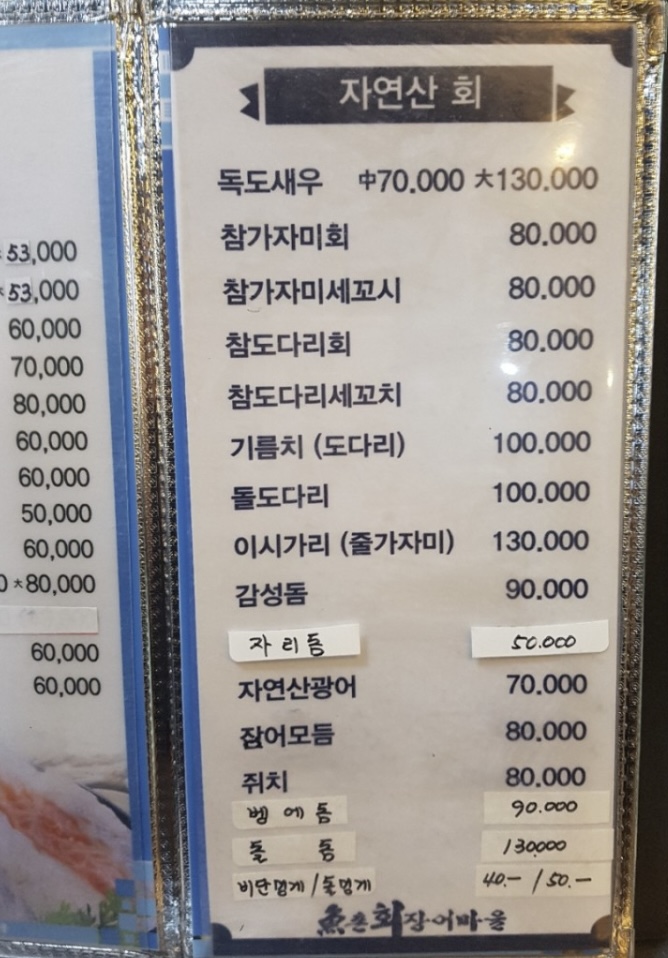 53,000
53,000
60,000
70,000
80,000
60,000
60,000
50,000
60,000
0 大80,000
60,000
60,000
자연산 회
독도새우 中70.000 大130.000
참가자미회 80.000
참가자미세꼬시 80.000
참도다리회 80.000
참도다리세꼬치 80.000
기름치 (도다리) 100.000
돌도다리 100.000
이시가리 (줄가자미) 130.000
감성돔 90.000
자리돔 50.000
자연산광어 70.000
잡어모듬 80.000
쥐치 80.000
벵에돔 90.000
돌 돔 130000
비단멍게/돌멍게 40.- / 50.-
魚촌회장어마을